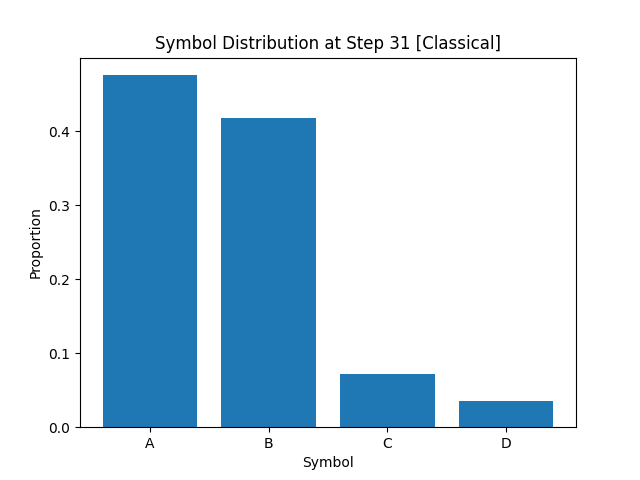 Symbol Distribution at Step 31 [Classical]
Proportion
0.4
0.3
0.2
0.1
0.0
A B C D
Symbol